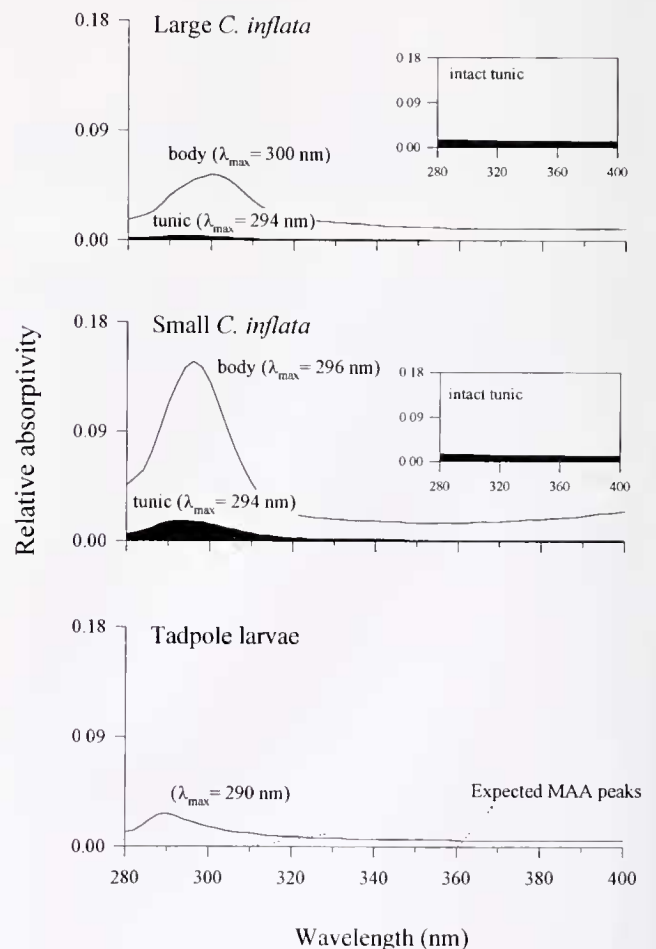 Large C. inflata
0.18
0.09
0.00
body (λmax= 300 nm)
tunic (λmax= 294 nm)
intact tunic
0 18
0 09
0 00
280 320 360 400
Relative absorptivity
Small C. inflata
0.18
0.09
0.00
body (λmax= 296 nm)
tunic (λmax= 294 nm)
intact tunic
0 18
0 09
0 00
280 320 360 400
Tadpole larvae
0.18
0.09
0.00
(λmax= 290 nm)
Expected MAA peaks
280 300 320 340 360 380 400
Wavelength (nm)